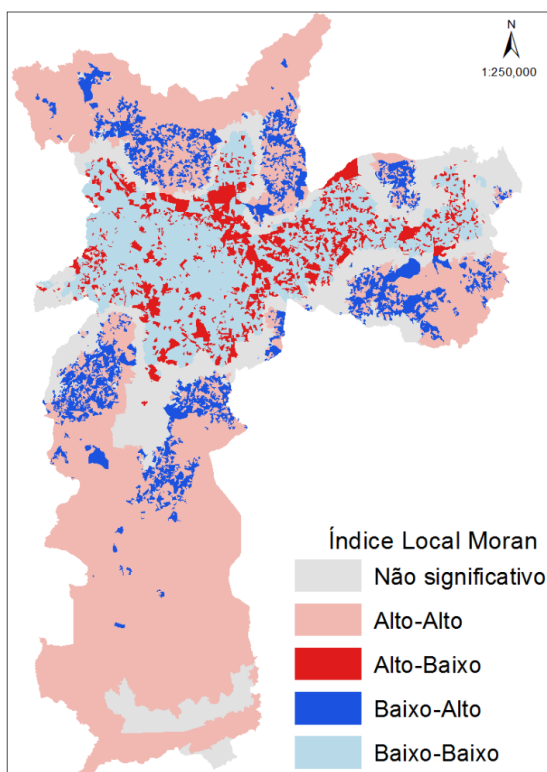 N
1:250,000
Índice Local Moran
Não significativo
Alto-Alto
Alto-Baixo
Baixo-Alto
Baixo-Baixo